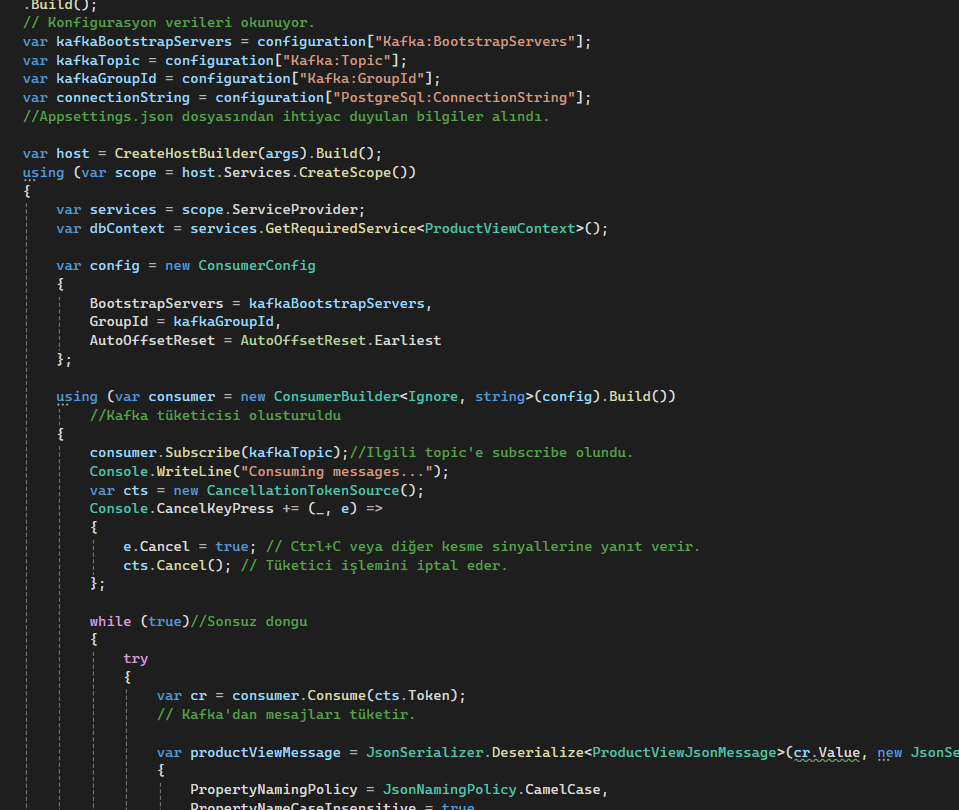 .Build();
// Konfigurasyon verileri okunuyor.
var kafkaBootstrapServers = configuration["Kafka:BootstrapServers"];
var kafkaTopic = configuration["Kafka:Topic"];
var kafkaGroupId = configuration["Kafka:GroupId"];
var connectionString = configuration["PostgreSql:ConnectionString"];
//Appsettings.json dosyasından ihtiyac duyulan bilgiler alındı.
var host = CreateHostBuilder(args).Build();
using (var scope = host.Services.CreateScope())
{
var services = scope.ServiceProvider;
var dbContext = services.GetRequiredService<ProductViewContext>();
var config = new ConsumerConfig
{
BootstrapServers = kafkaBootstrapServers,
GroupId = kafkaGroupId,
AutoOffsetReset = AutoOffsetReset.Earliest
};
using (var consumer = new ConsumerBuilder<Ignore, string>(config).Build())
//Kafka tüketicisi olusturuldu
{
consumer.Subscribe(kafkaTopic);//Ilgili topic'e subscribe olundu.
Console.WriteLine("Consuming messages...");
var cts = new CancellationTokenSource();
Console.CancelKeyPress += (_, e) =>
{
e.Cancel = true; // Ctrl+C veya diğer kesme sinyallerine yanıt verir.
cts.Cancel(); // Tüketici işlemini iptal eder.
};
while (true)//Sonsuz dongu
{
try
{
var cr = consumer.Consume(cts.Token);
// Kafka'dan mesajları tüketir.
var productViewMessage = JsonSerializer.Deserialize<ProductViewJsonMessage>(cr.Value, new JsonSe
{
PropertyNamingPolicy = JsonNamingPolicy.CamelCase,
PropertyNameCaseInsensitive = true